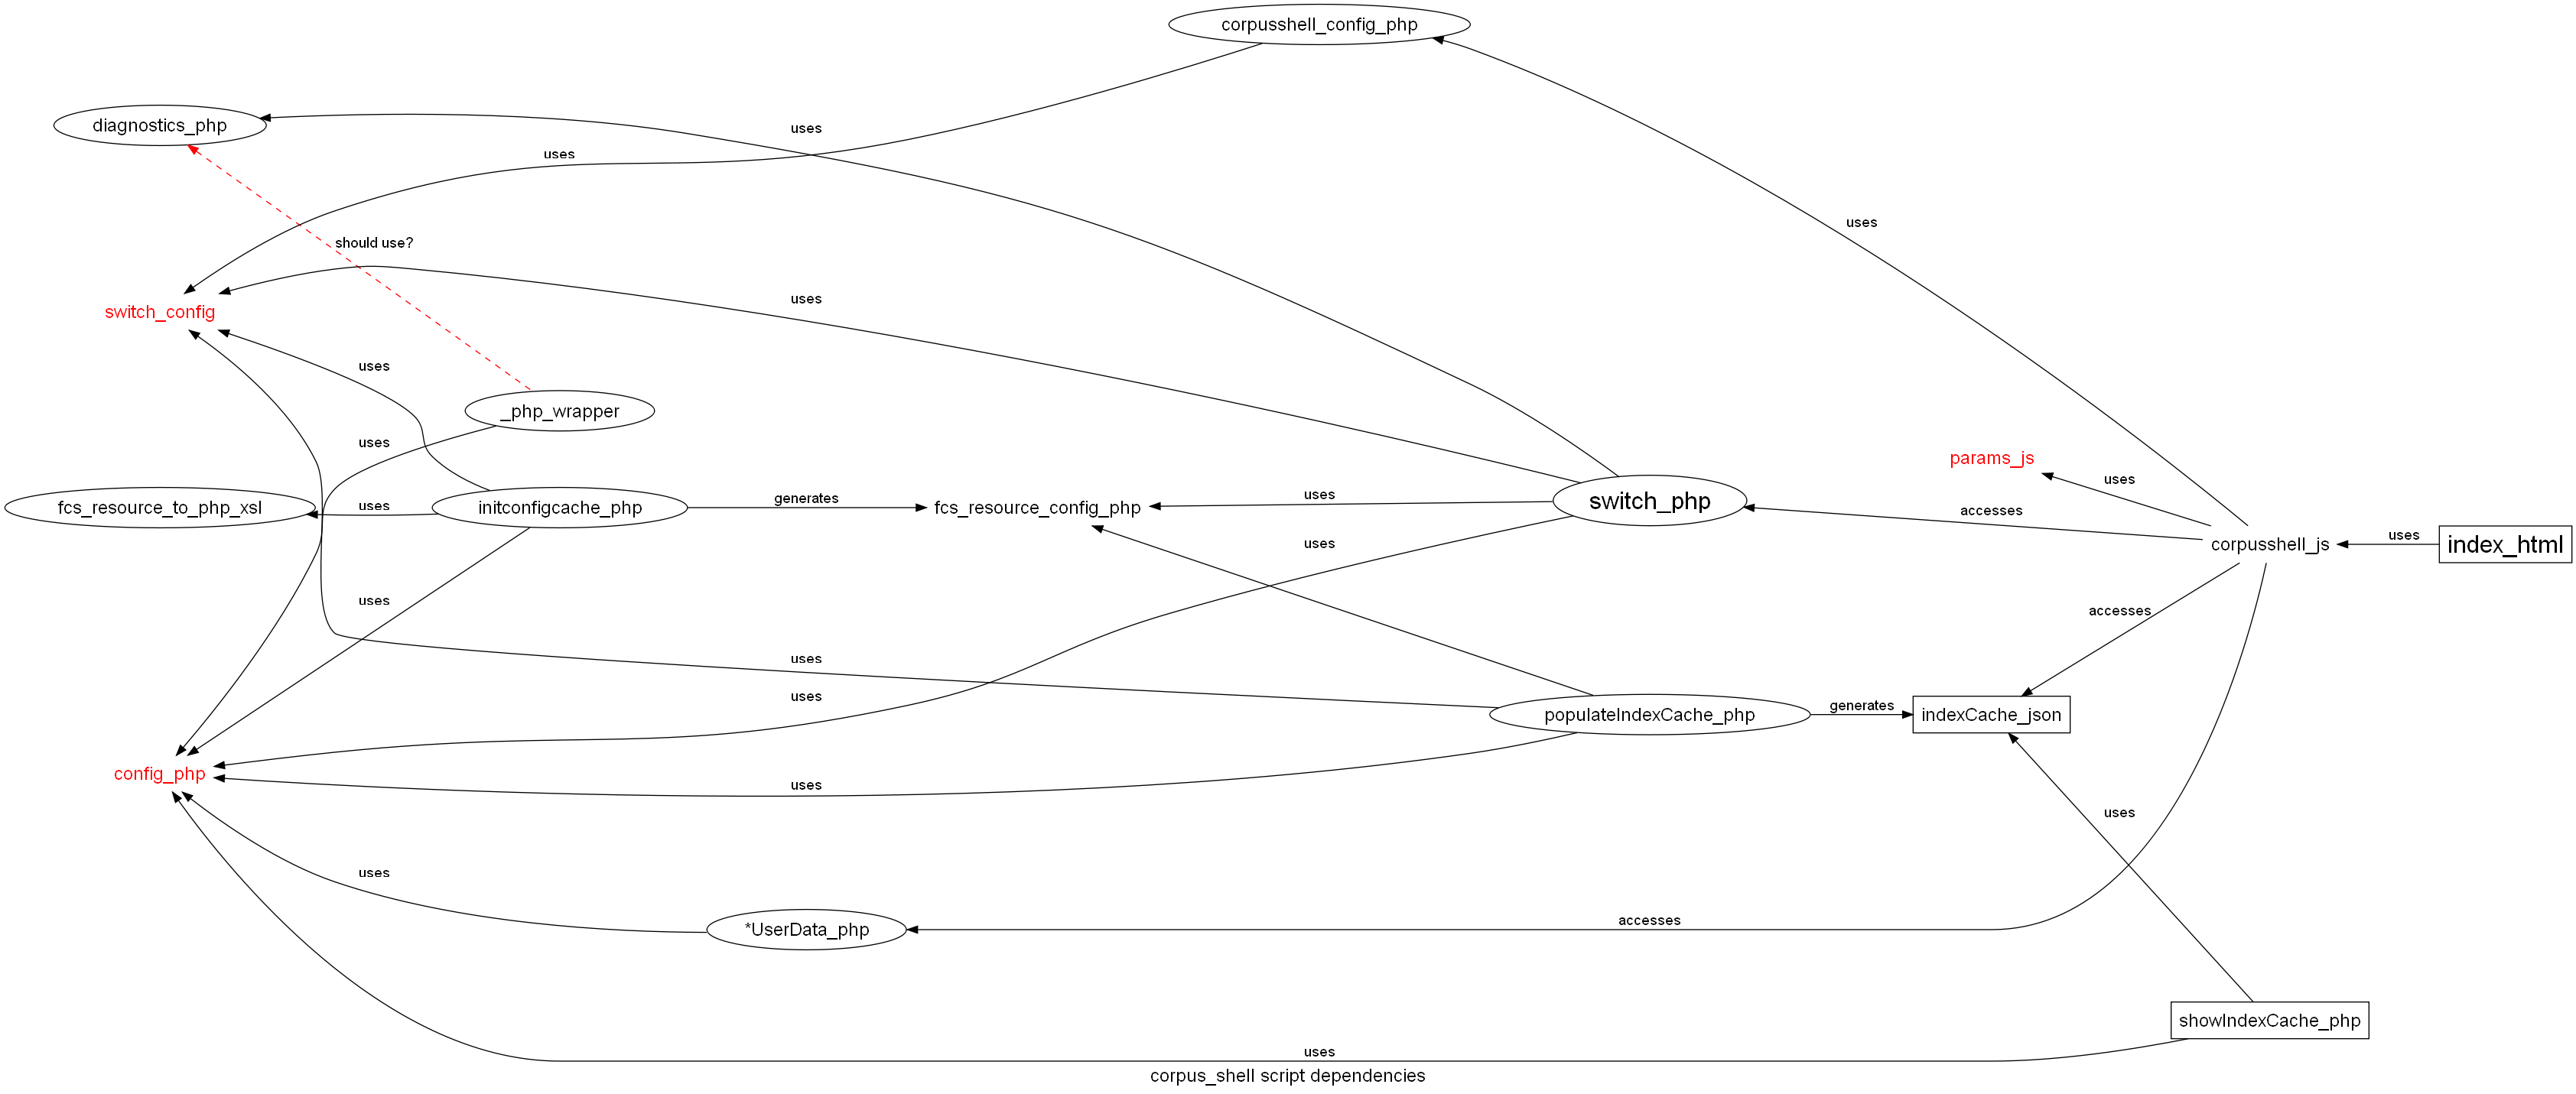 corpusshell_config_php
diagnostics_php
uses
uses
uses
should use?
switch_config
uses
uses
_php_wrapper
uses
params_js
uses
fcs_resource_to_php_xsl
uses
initconfigcache_php
generates
fcs_resource_config_php
uses
switch_php
accesses
corpusshell_js
uses
index_html
uses
uses
accesses
uses
uses
populateIndexCache_php
generates
indexCache_json
config_php
uses
uses
uses
*UserData_php
accesses
showIndexCache_php
uses
corpus_shell script dependencies